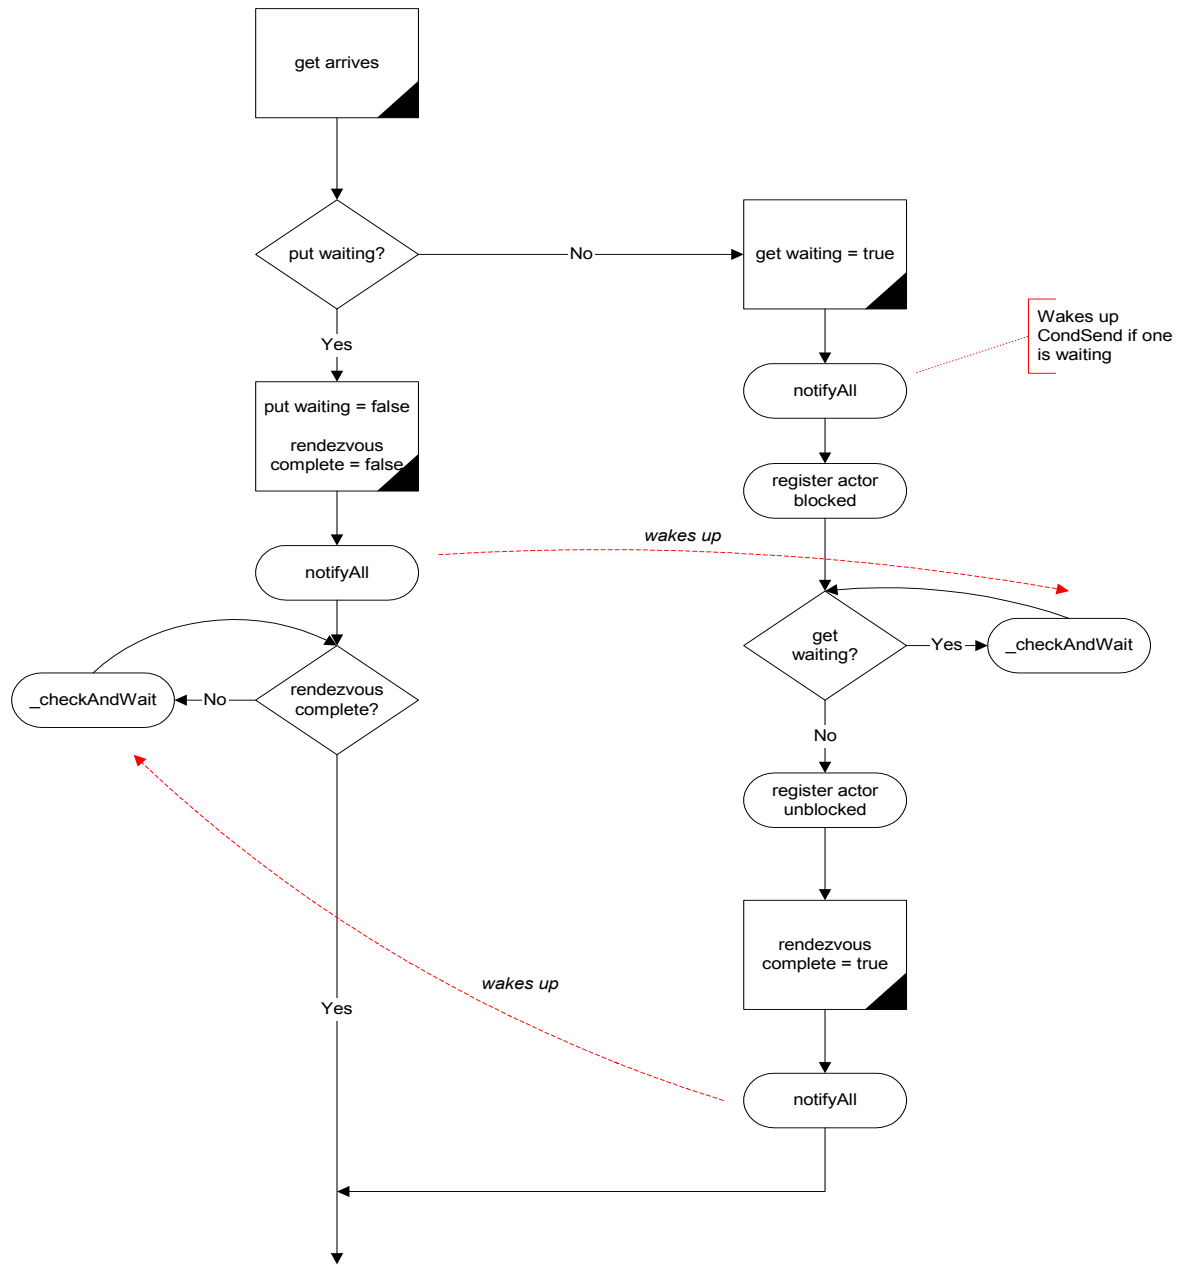 get arrives
put waiting?
No
get waiting = true
Wakes up
CondSend if one
is waiting
Yes
notifyAll
put waiting = false
rendezvous
complete = false
register actor
blocked
wakes up
notifyAll
get
waiting?
Yes
_checkAndWait
_checkAndWait
No
rendezvous
complete?
No
register actor
unblocked
rendezvous
complete = true
wakes up
Yes
notifyAll